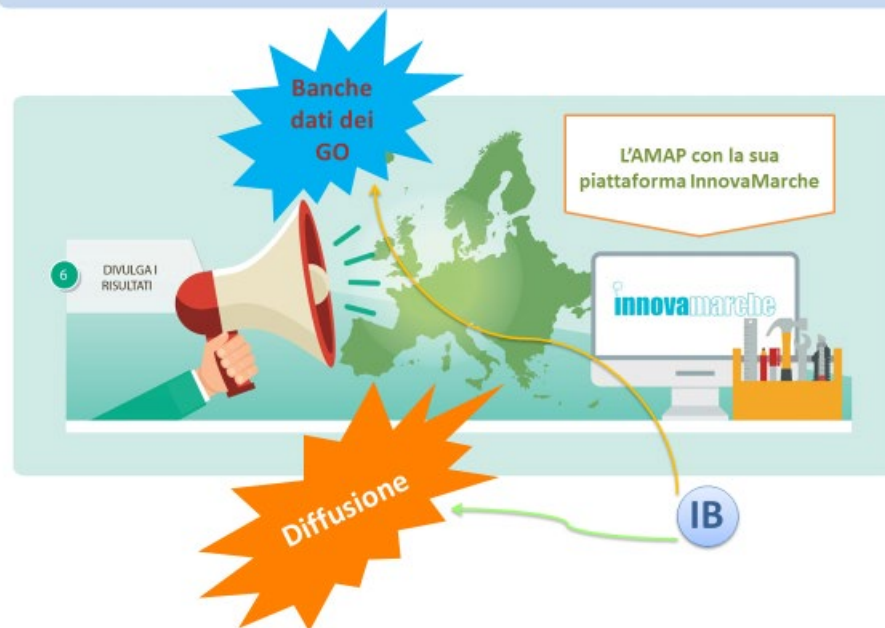 Banche
dati dei
GO
L'AMAP con la sua
piattaforma InnovaMarche
6
DIVULGA I
RISULTATI
innovamarche
Diffusione
IB